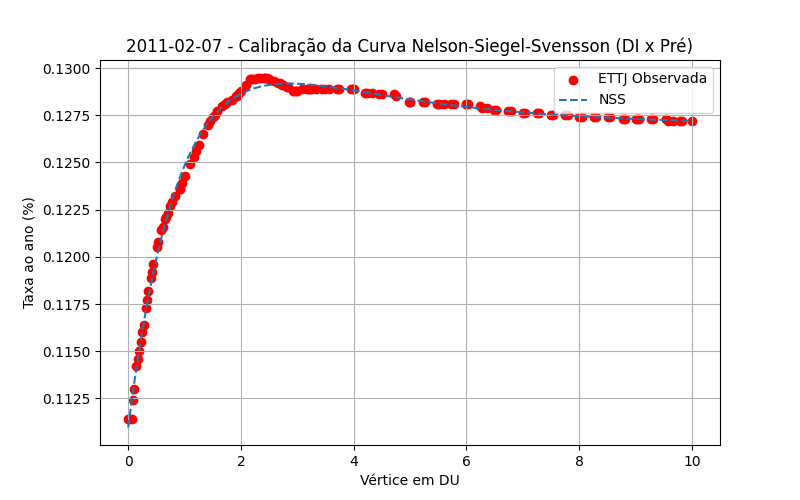 2011-02-07 - Calibração da Curva Nelson-Siegel-Svensson (DI x Pré)
ETTJ Observada
NSS
Taxa ao ano (%)
0.1300
0.1275
0.1250
0.1225
0.1200
0.1175
0.1150
0.1125
0 2 4 6 8 10
Vértice em DU